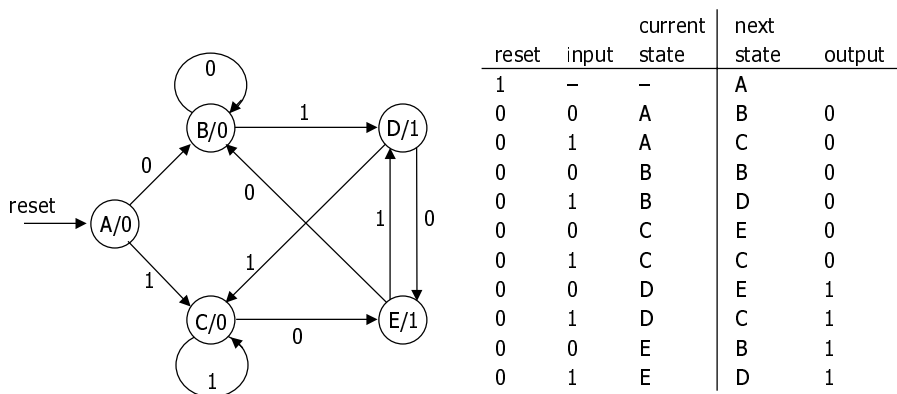 0
B/0
1
D/1
0
0
reset
A/0
1
0
1
1
C/0
0
E/1
1
current next
reset input state state output
1 – – A
0 0 A B 0
0 1 A C 0
0 0 B B 0
0 1 B D 0
0 0 C E 0
0 1 C C 0
0 0 D E 1
0 1 D C 1
0 0 E B 1
0 1 E D 1